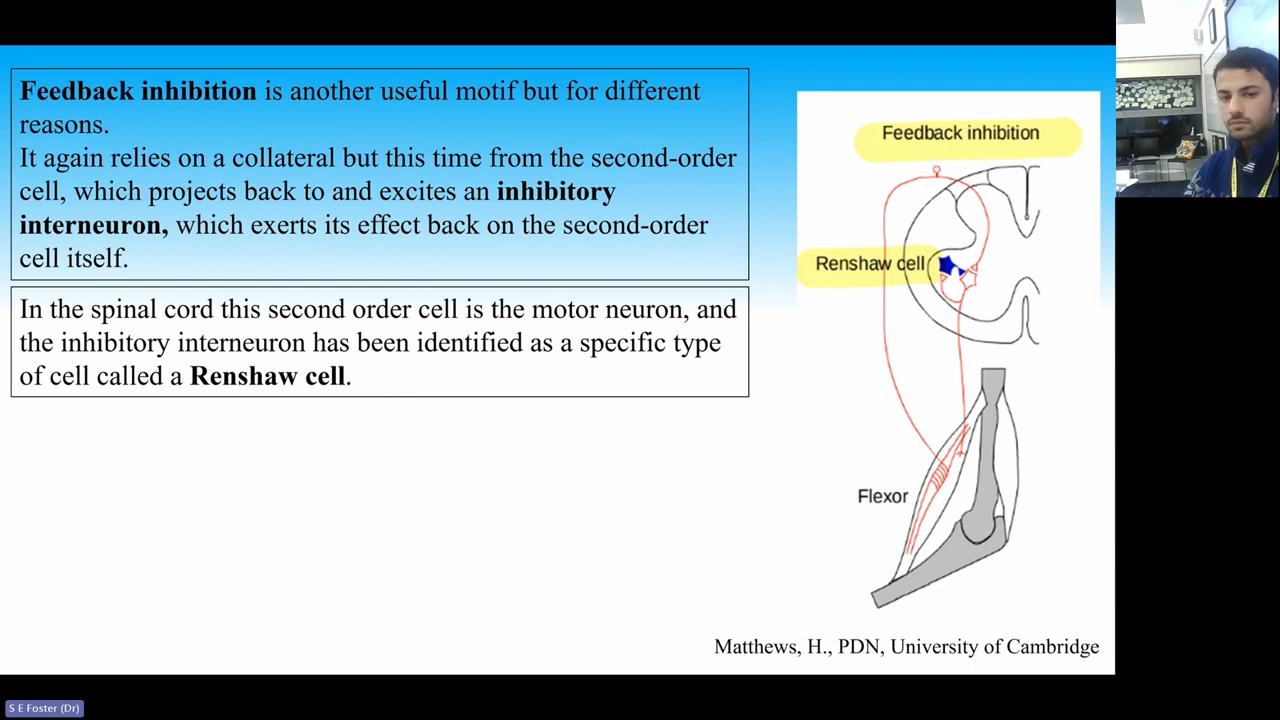 Feedback inhibition is another useful motif but for different
reasons.
It again relies on a collateral but this time from the second-order
cell, which projects back to and excites an inhibitory
interneuron, which exerts its effect back on the second-order
cell itself.
In the spinal cord this second order cell is the motor neuron, and
the inhibitory interneuron has been identified as a specific type
of cell called a Renshaw cell.
Feedback inhibition
Renshaw cell
Flexor
Matthews, H., PDN, University of Cambridge
S E Foster (Dr)